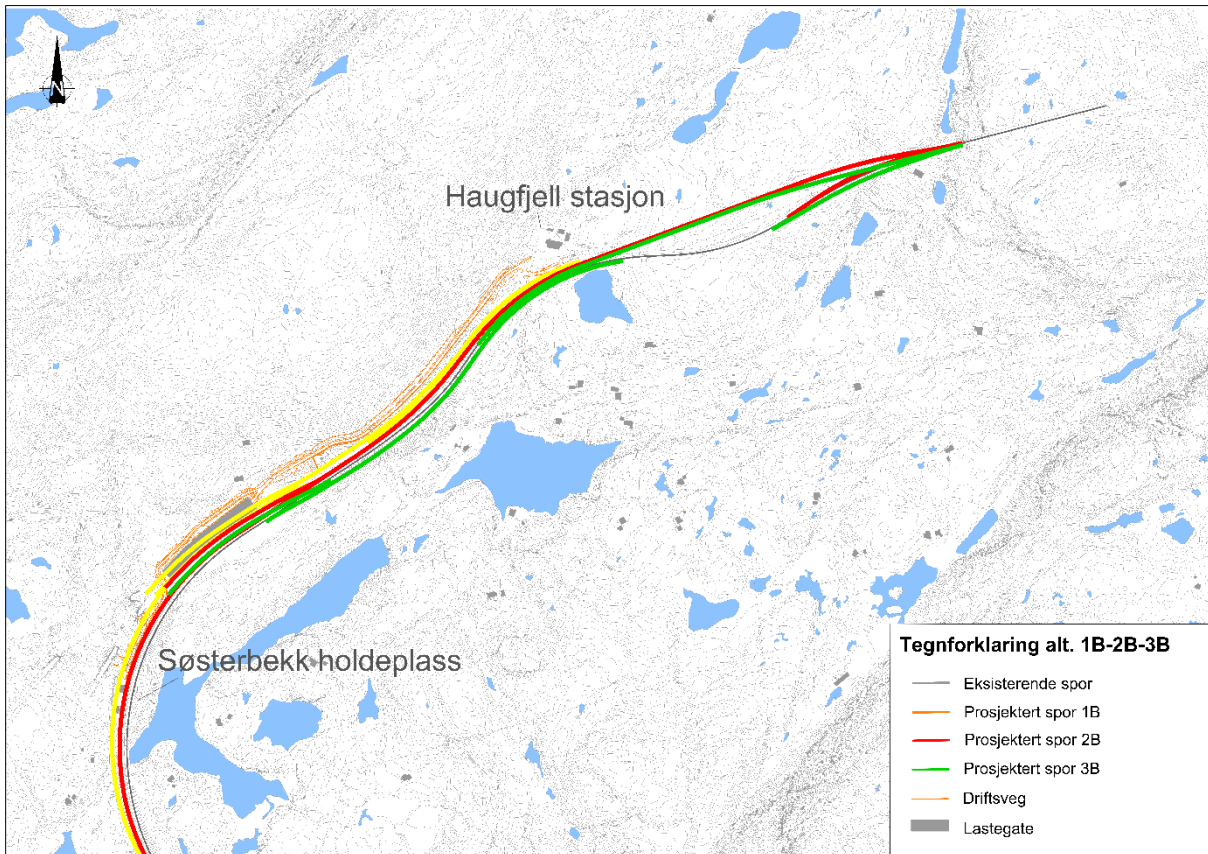 N
Haugfjell stasjon
Søsterbekk holdeplass
Tegnforklaring alt. 1B-2B-3B
Eksisterende spor
Prosjektert spor 1B
Prosjektert spor 2B
Prosjektert spor 3B
Driftsveg
Lastegate